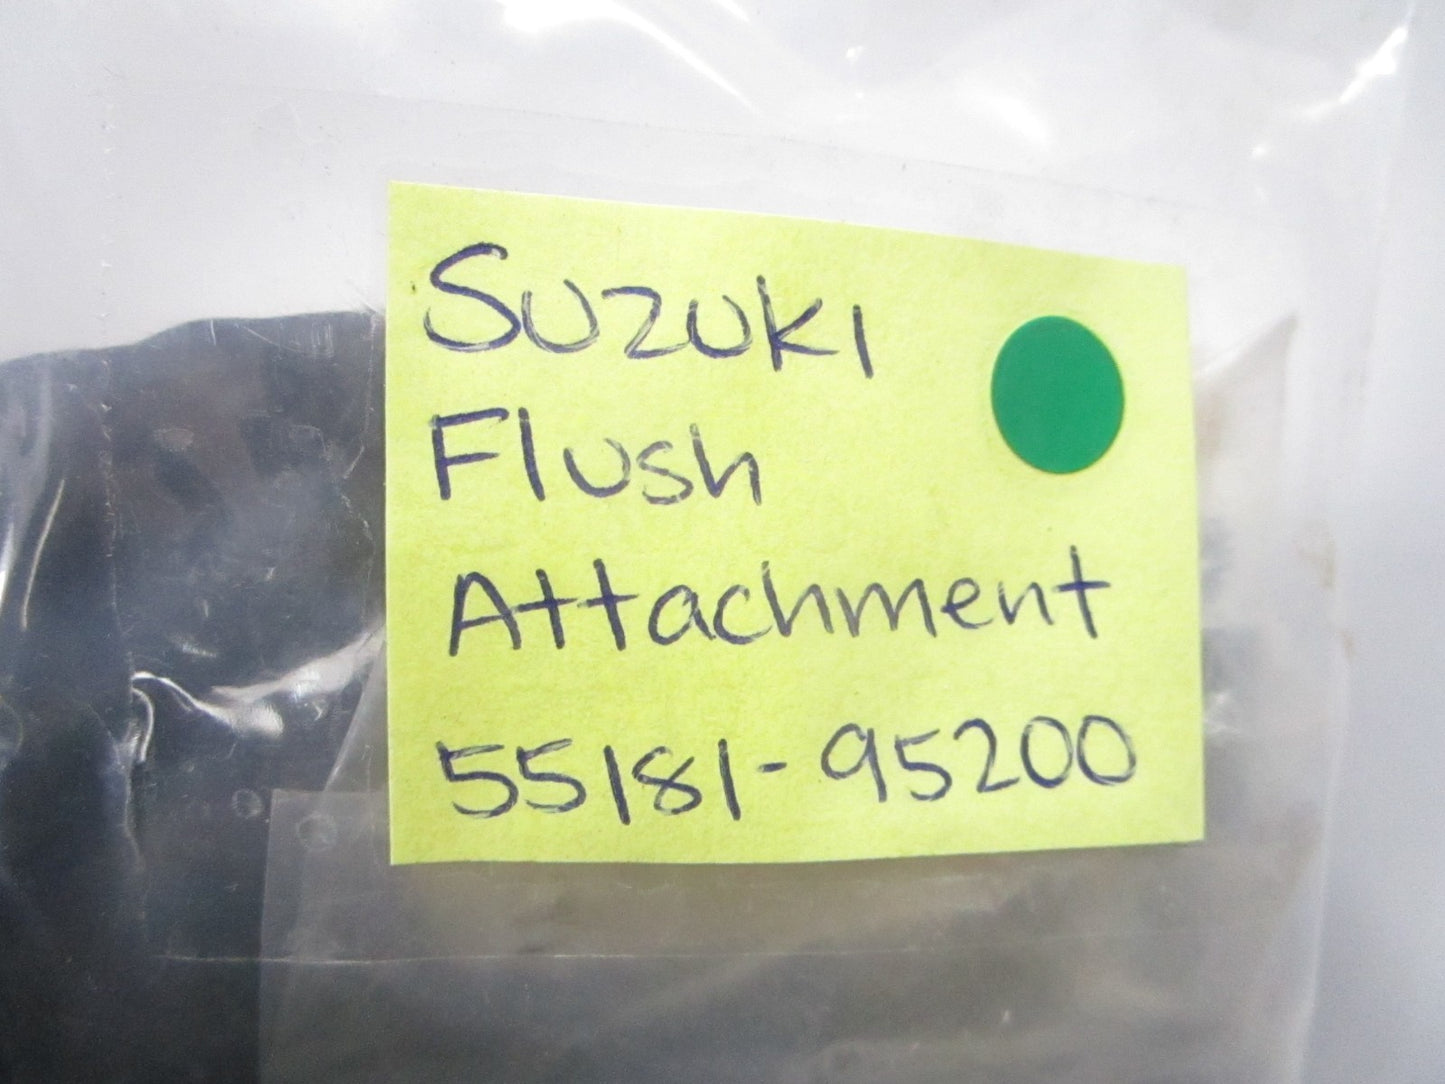 Suzuki
Flush
Attachment
55181-95200